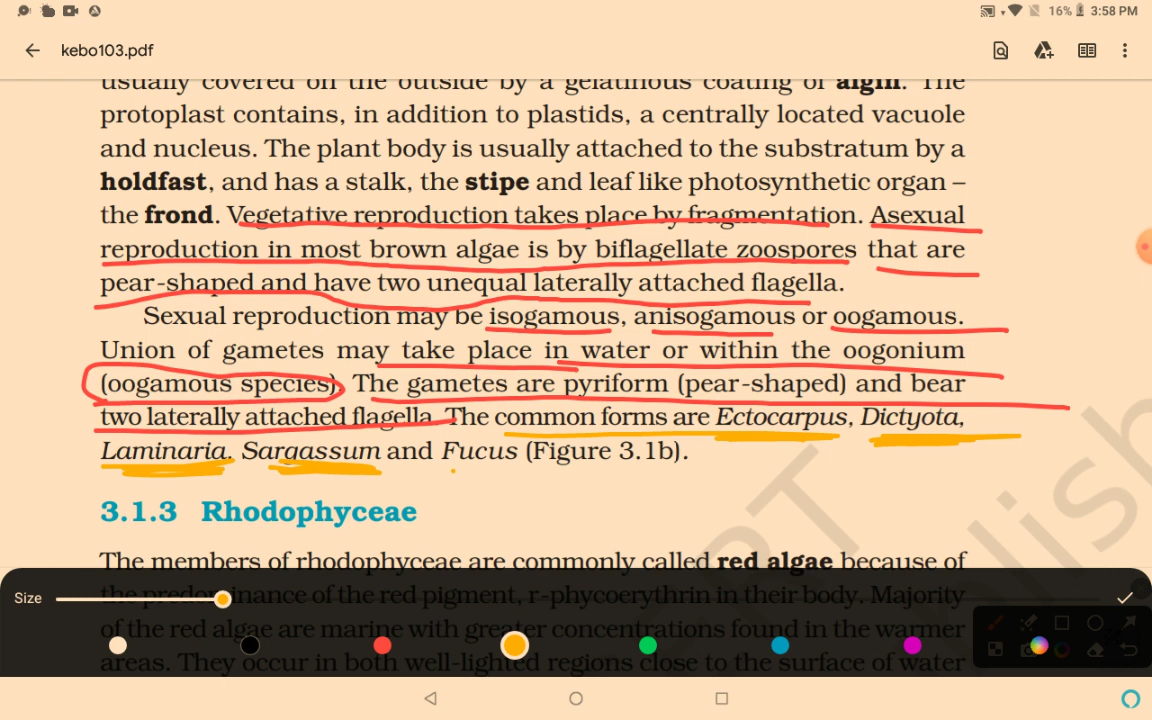 16% 3:58 PM
kebo103.pdf
usually covered on the outside by a gelatinous coating of algin. The
protoplast contains, in addition to plastids, a centrally located vacuole
and nucleus. The plant body is usually attached to the substratum by a
holdfast, and has a stalk, the stipe and leaf like photosynthetic organ –
the frond. Vegetative reproduction takes place by fragmentation. Asexual
reproduction in most brown algae is by biflagellate zoospores that are
pear-shaped and have two unequal laterally attached flagella.
Sexual reproduction may be isogamous, anisogamous or oogamous.
Union of gametes may take place in water or within the oogonium
(oogamous species). The gametes are pyriform (pear-shaped) and bear
two laterally attached flagella. The common forms are Ectocarpus, Dictyota,
Laminaria, Sargassum and Fucus (Figure 3.1b).
3.1.3 Rhodophyceae
The members of rhodophyceae are commonly called red algae because of
the predominance of the red pigment, r-phycoerythrin in their body. Majority
of the red algae are marine with greater concentrations found in the warmer
areas. They occur in both well-lighted regions close to the surface of water
Size